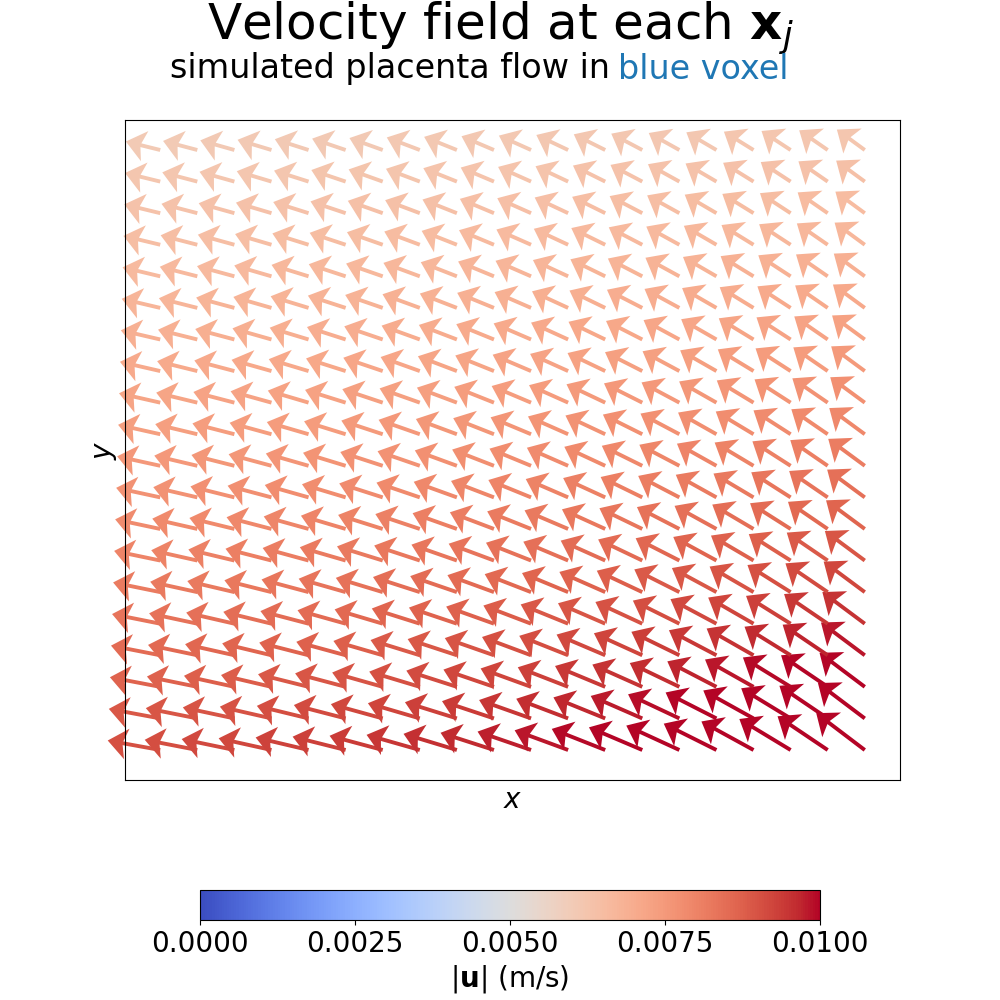 Velocity field at each 𝐱ⱼ
simulated placenta flow in blue voxel
y
x
0.0000 0.0025 0.0050 0.0075 0.0100
|𝐮| (m/s)